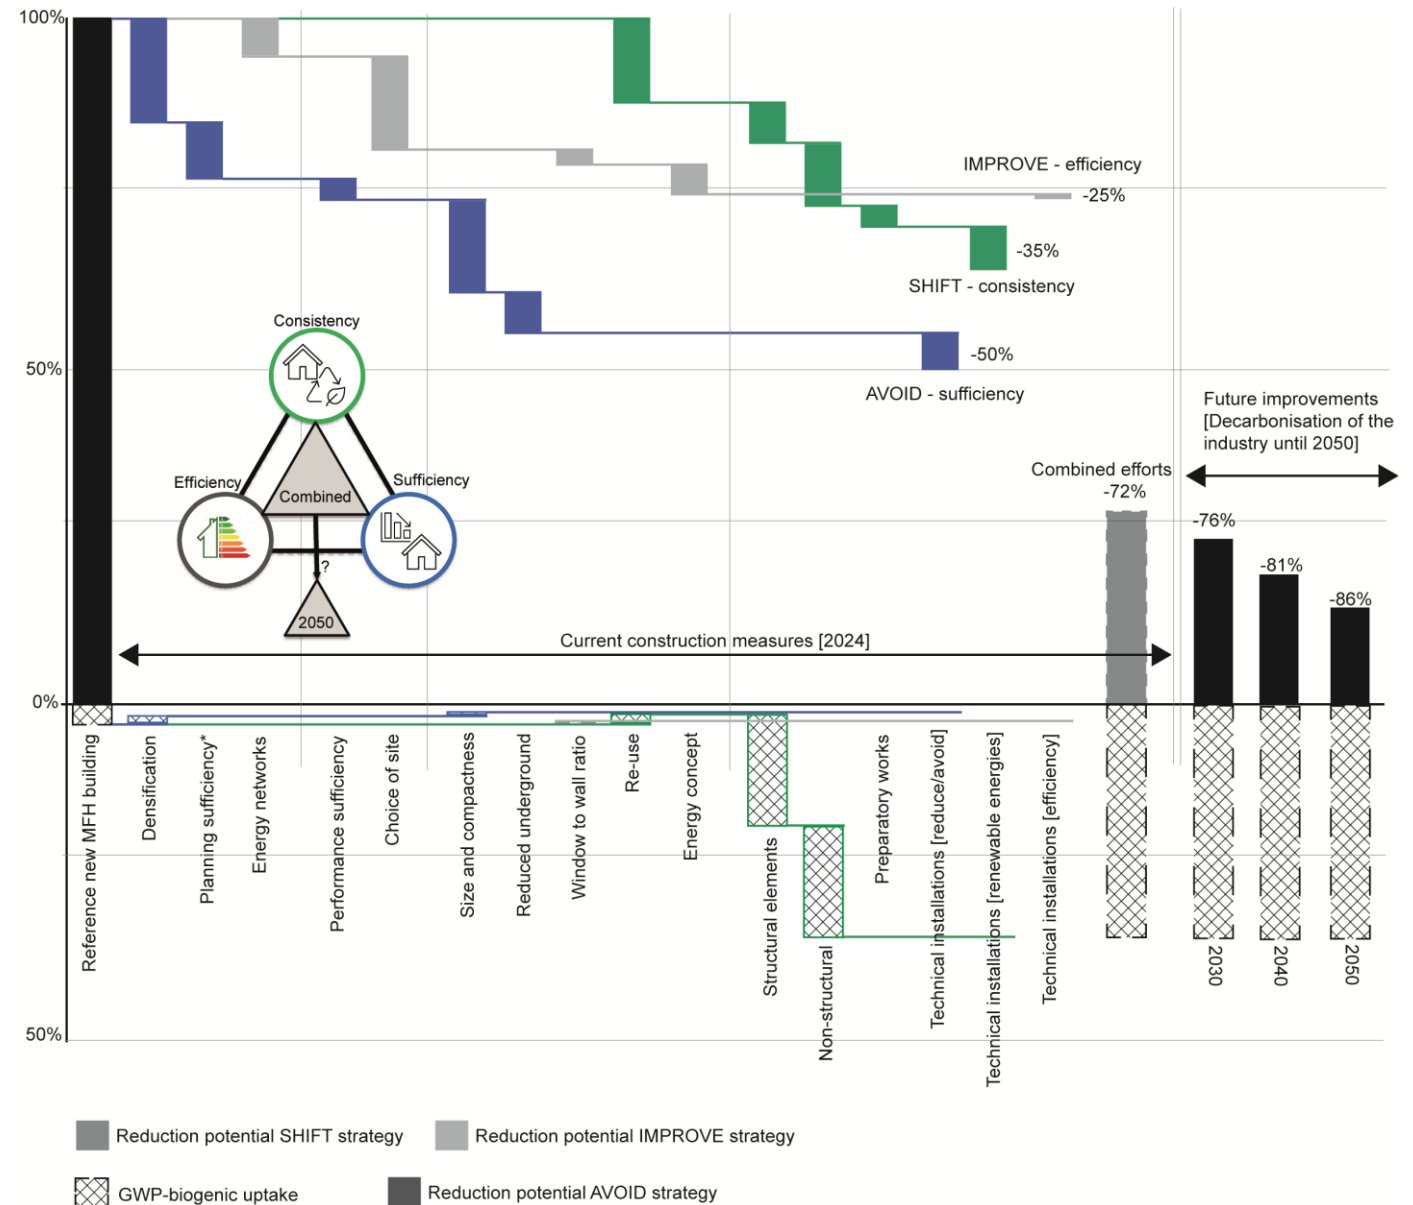 100%
IMPROVE - efficiency
-25%
-35%
SHIFT - consistency
Consistency
50%
-50%
AVOID - sufficiency
Future improvements
[Decarbonisation of the
industry until 2050]
Combined efforts
-72%
Efficiency
Sufficiency
Combined
-76%
?
-81%
-86%
2050
Current construction measures [2024]
0%
Reference new MFH building
Densification
Planning sufficiency*
Energy networks
Performance sufficiency
Choice of site
Size and compactness
Reduced underground
Window to wall ratio
Re-use
Energy concept
Structural elements
Non-structural
Preparatory works
Technical installations [reduce/avoid]
Technical installations [renewable energies]
Technical installations [efficiency]
2030
2040
2050
50%
Reduction potential SHIFT strategy
Reduction potential IMPROVE strategy
GWP-biogenic uptake
Reduction potential AVOID strategy